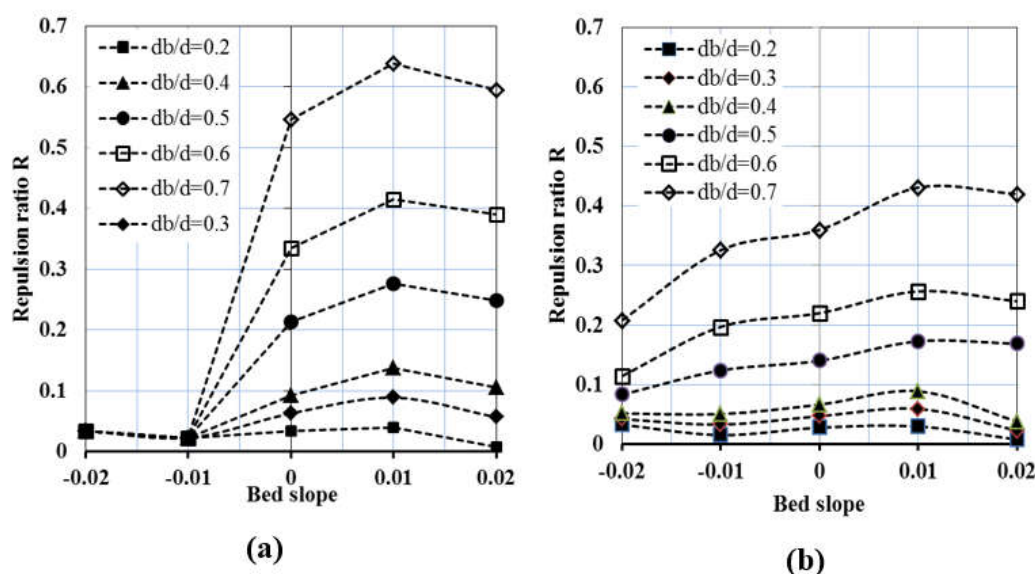 0.7
0.6
0.5
0.4
0.3
0.2
0.1
0
Repulsion ratio R
db/d=0.2
db/d=0.4
db/d=0.5
db/d=0.6
db/d=0.7
db/d=0.3
-0.02 -0.01 0 0.01 0.02
Bed slope
(a)
0.7
0.6
0.5
0.4
0.3
0.2
0.1
0
Repulsion ratio R
db/d=0.2
db/d=0.3
db/d=0.4
db/d=0.5
db/d=0.6
db/d=0.7
-0.02 -0.01 0 0.01 0.02
Bed slope
(b)